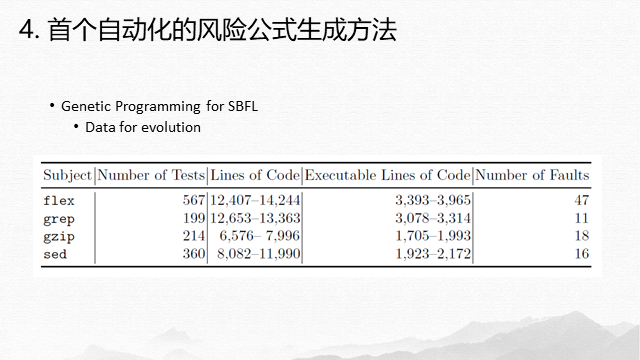 4. 首个自动化的风险公式生成方法
• Genetic Programming for SBFL
• Data for evolution
Subject Number of Tests Lines of Code Executable Lines of Code Number of Faults
flex 567 12,407–14,244 3,393–3,965 47
grep 199 12,653–13,363 3,078–3,314 11
gzip 214 6,576– 7,996 1,705–1,993 18
sed 360 8,082–11,990 1,923–2,172 16